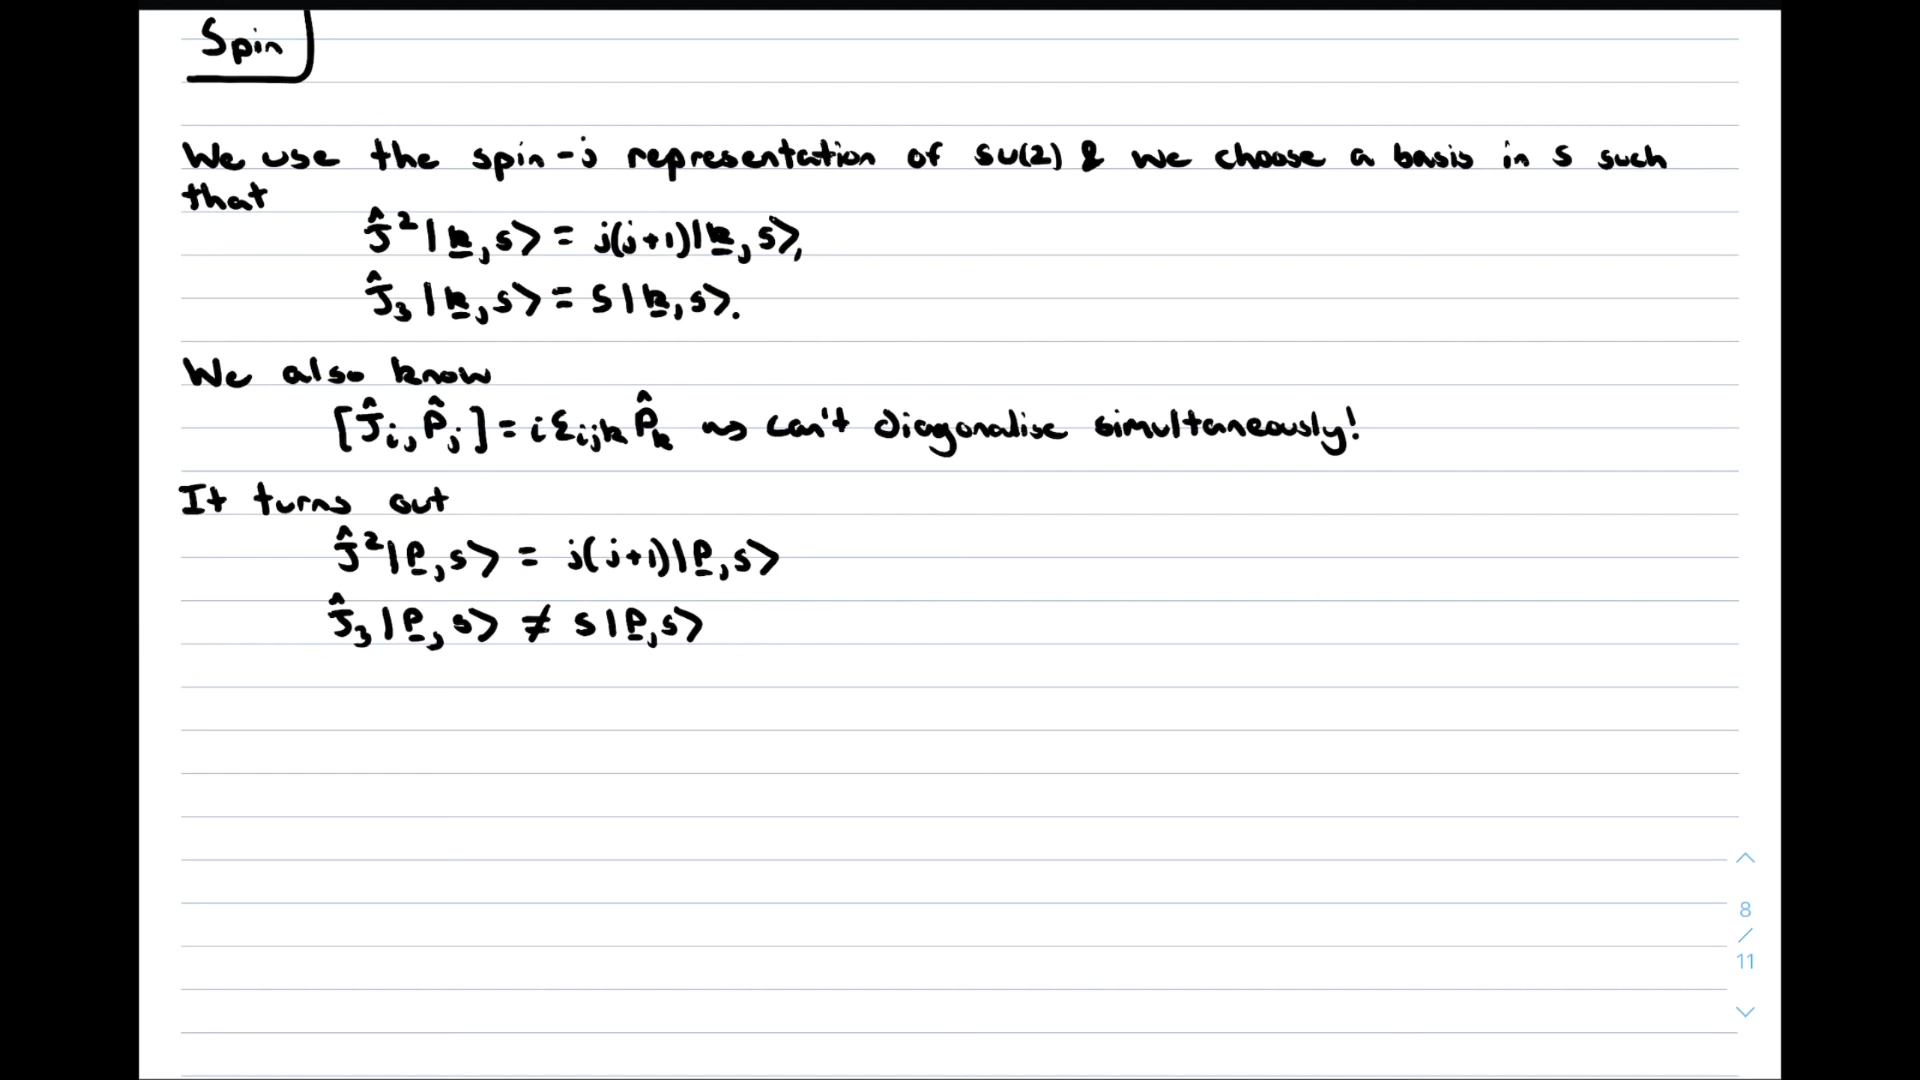 Spin
We use the spin-j representation of su(2) & we choose a basis in s such
that
Ĵ²|k̲,s⟩ = j(j+1)|k̲,s⟩,
Ĵ₃|k̲,s⟩ = s|k̲,s⟩.
We also know
[Ĵᵢ, P̂ⱼ] = iεᵢⱼₖ P̂ₖ ⇝ can't diagonalise simultaneously!
It turns out
Ĵ²|p̲,s⟩ = j(j+1)|p̲,s⟩
Ĵ₃|p̲,s⟩ ≠ s|p̲,s⟩
8
/
11